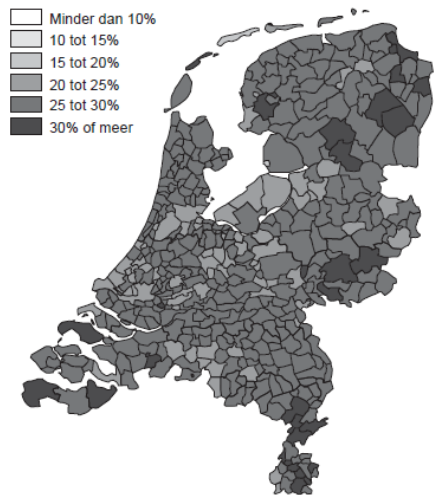 Minder dan 10%
10 tot 15%
15 tot 20%
20 tot 25%
25 tot 30%
30% of meer